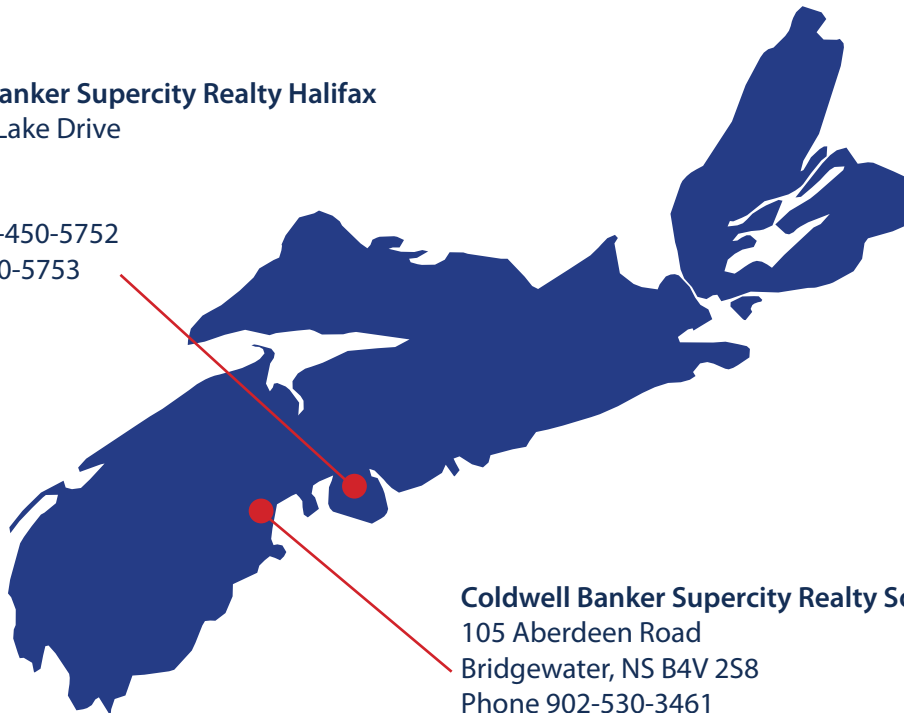 anker Supercity Realty Halifax
Lake Drive
-450-5752
0-5753
Coldwell Banker Supercity Realty So
105 Aberdeen Road
Bridgewater, NS B4V 2S8
Phone 902-530-3461